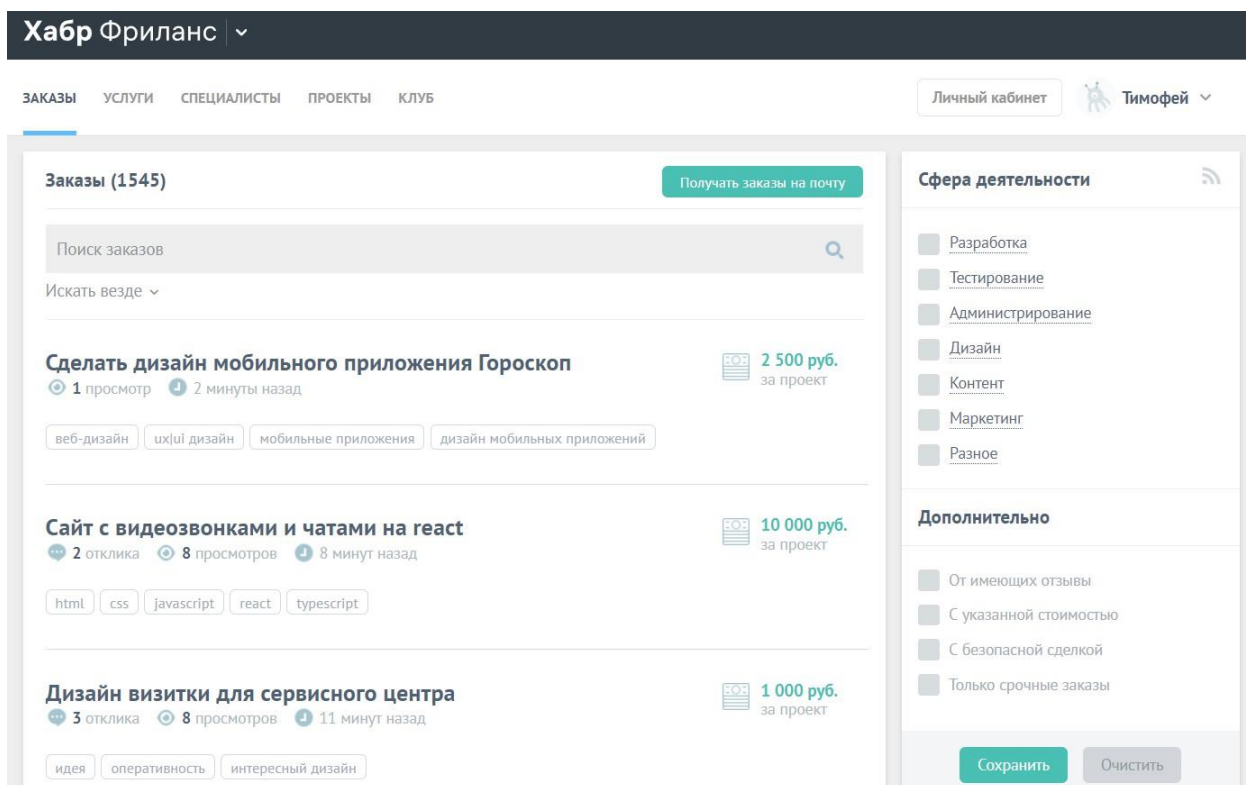 Хабр Фриланс
ЗАКАЗЫ УСЛУГИ СПЕЦИАЛИСТЫ ПРОЕКТЫ КЛУБ
Личный кабинет Тимофей
Заказы (1545)
Получать заказы на почту
Поиск заказов
Искать везде
Сделать дизайн мобильного приложения Гороскоп
2 500 руб.
за проект
1 просмотр 2 минуты назад
веб-дизайн ux|ui дизайн мобильные приложения дизайн мобильных приложений
Сайт с видеозвонками и чатами на react
10 000 руб.
за проект
2 отклика 8 просмотров 8 минут назад
html css javascript react typescript
Дизайн визитки для сервисного центра
1 000 руб.
за проект
3 отклика 8 просмотров 11 минут назад
идея оперативность интересный дизайн
Сфера деятельности
Разработка
Тестирование
Администрирование
Дизайн
Контент
Маркетинг
Разное
Дополнительно
От имеющих отзывы
С указанной стоимостью
С безопасной сделкой
Только срочные заказы
Сохранить Очистить